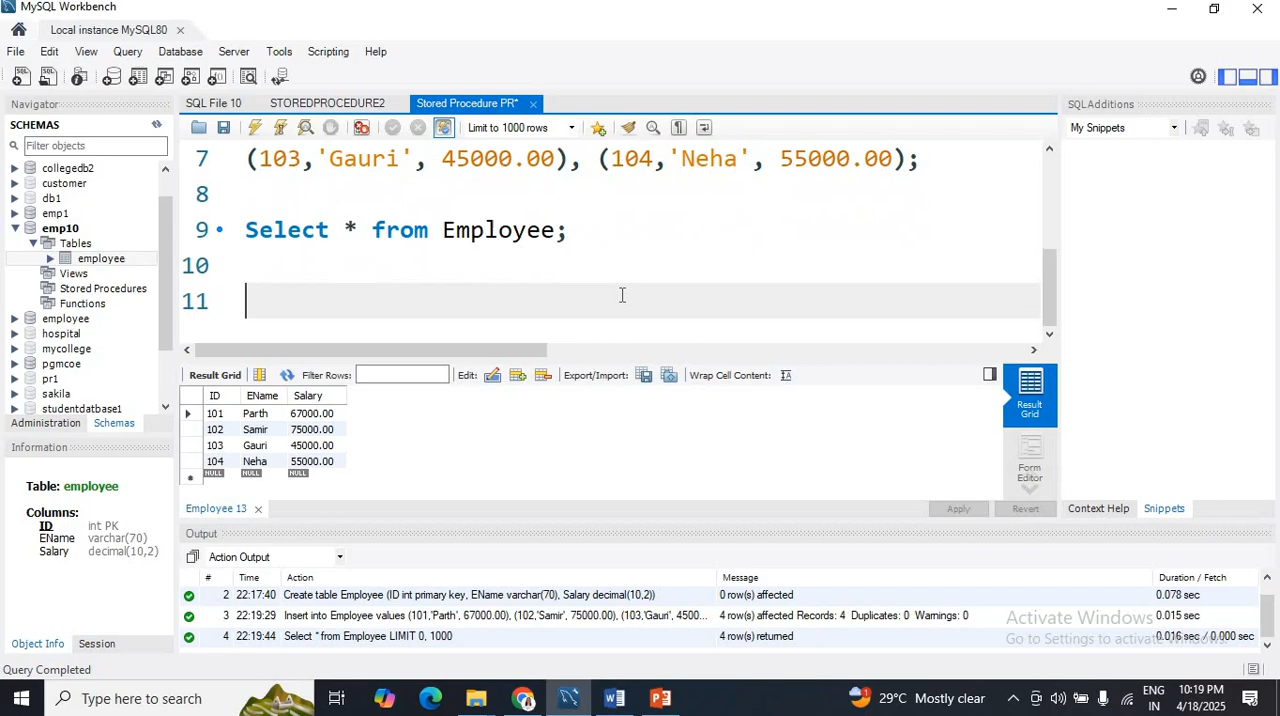 MySQL Workbench
Local instance MySQL80
File Edit View Query Database Server Tools Scripting Help
Navigator
SCHEMAS
Filter objects
collegedb2
customer
db1
emp1
emp10
Tables
employee
Views
Stored Procedures
Functions
employee
hospital
mycollege
pgmcoe
pr1
sakila
studentdatbase1
Administration Schemas
Information
Table: employee
Columns:
ID int PK
EName varchar(70)
Salary decimal(10,2)
Object Info Session
SQL File 10 STOREDPROCEDURE2 Stored Procedure PR*
Limit to 1000 rows
7 (103,'Gauri', 45000.00), (104,'Neha', 55000.00);
8
9 Select * from Employee;
10
11
Result Grid Filter Rows: Edit: Export/Import: Wrap Cell Content:
ID EName Salary
101 Parth 67000.00
102 Samir 75000.00
103 Gauri 45000.00
104 Neha 55000.00
NULL NULL NULL
Result Grid
Form Editor
Employee 13
Apply Revert
Output
Action Output
# Time Action Message Duration / Fetch
2 22:17:40 Create table Employee (ID int primary key, EName varchar(70), Salary decimal(10,2)) 0 row(s) affected 0.078 sec
3 22:19:29 Insert into Employee values (101,'Parth', 67000.00), (102,'Samir', 75000.00), (103,'Gauri', 4500... 4 row(s) affected Records: 4 Duplicates: 0 Warnings: 0 0.015 sec
4 22:19:44 Select * from Employee LIMIT 0, 1000 4 row(s) returned 0.016 sec / 0.000 sec
SQLAdditions
My Snippets
Context Help Snippets
Activate Windows
Go to Settings to activate Windows.
Query Completed
Type here to search
29°C Mostly clear
ENG
IN
10:19 PM
4/18/2025